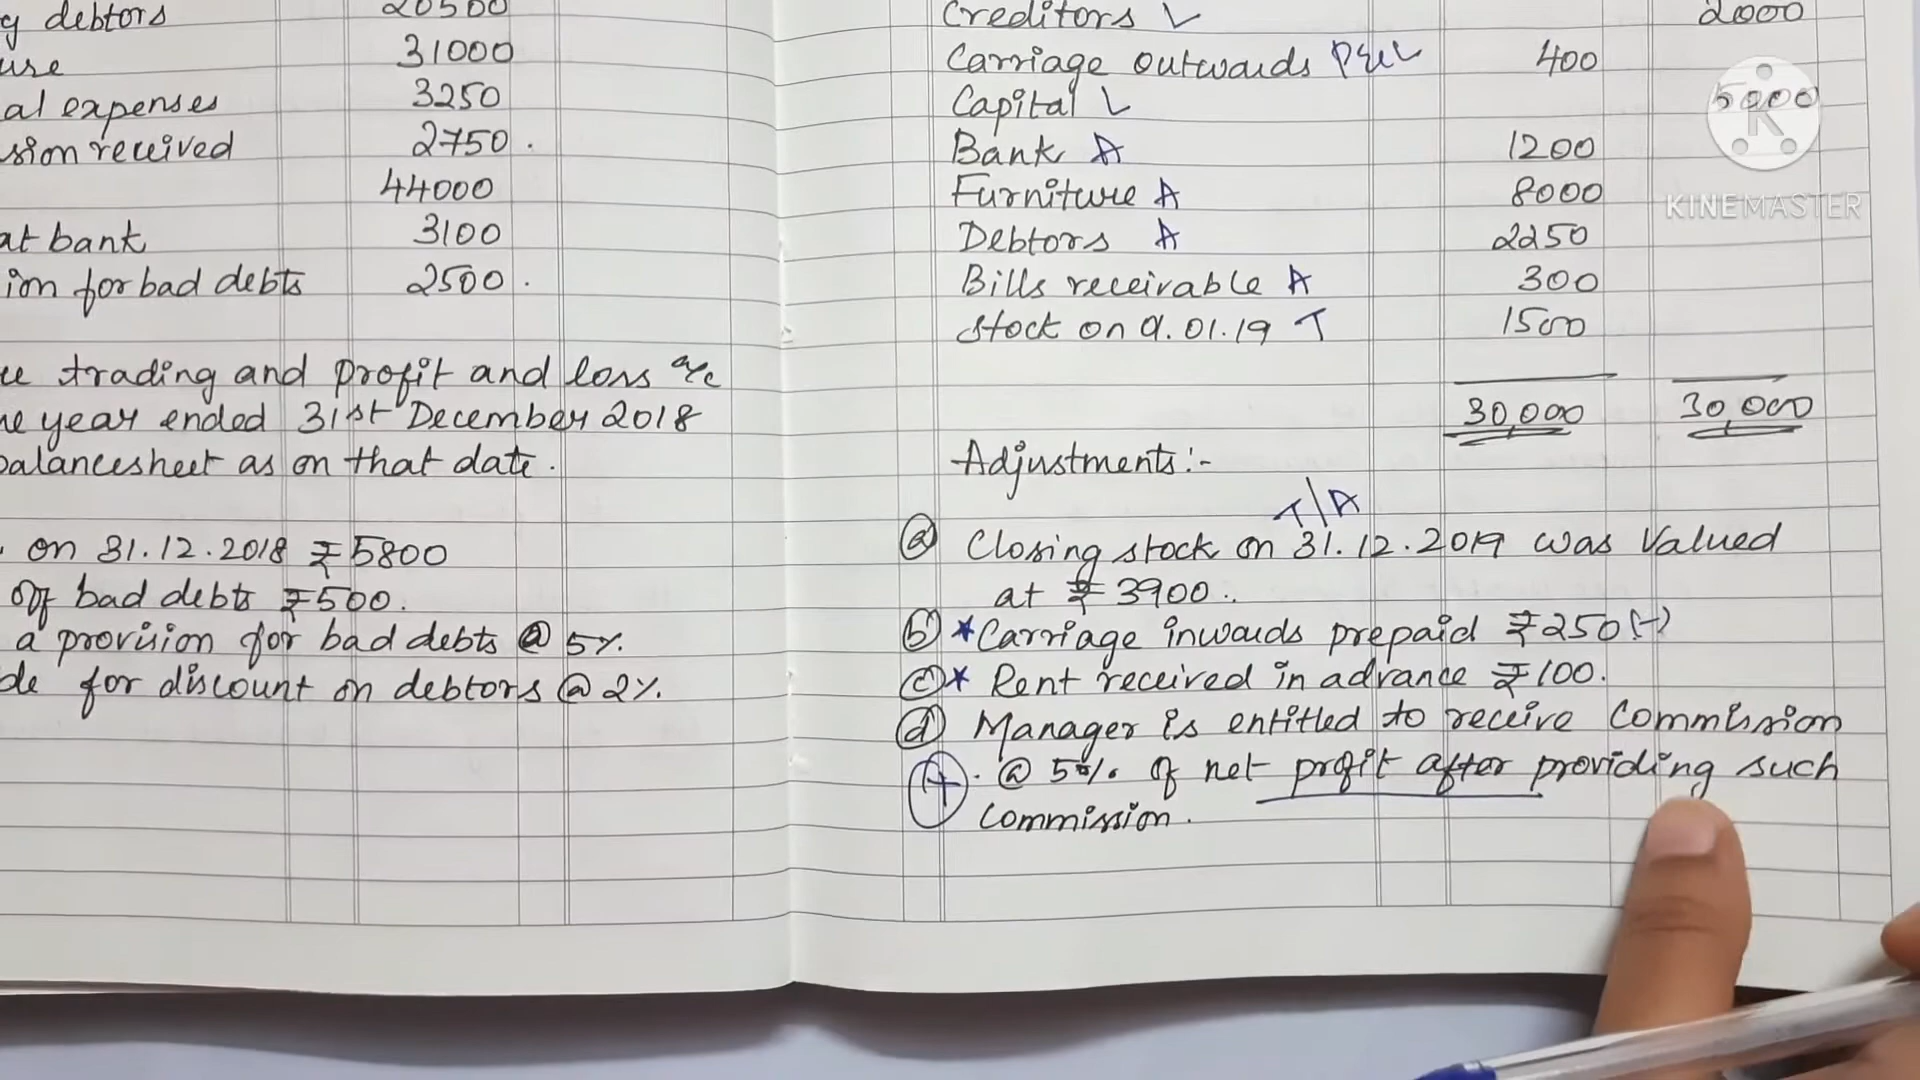 g debtors 20500
use 31000
al expenses 3250
sion received 2750.
44000
at bank 3100
ion for bad debts 2500.
ce trading and profit and loss a/c
he year ended 31st December 2018
balancesheet as on that date.
. on 31.12.2018 ₹5800
off bad debts ₹500.
a provision for bad debts @ 5%.
de for discount on debtors @ 2%.
Creditors L 2000
Carriage outwards P&L 400
Capital L 5000
Bank A 1200
Furniture A 8000
Debtors A 2250
Bills receivable A 300
Stock on 01.01.19 T 1500
30,000 30,000
Adjustments:-
T/A
ⓐ Closing stock on 31.12.2019 was valued
at ₹ 3900.
ⓑ *Carriage inwards prepaid ₹250(-)
ⓒ* Rent received in advance ₹100.
ⓓ Manager is entitled to receive commission
@ 5% of net profit after providing such
commission.
K
KINEMASTER